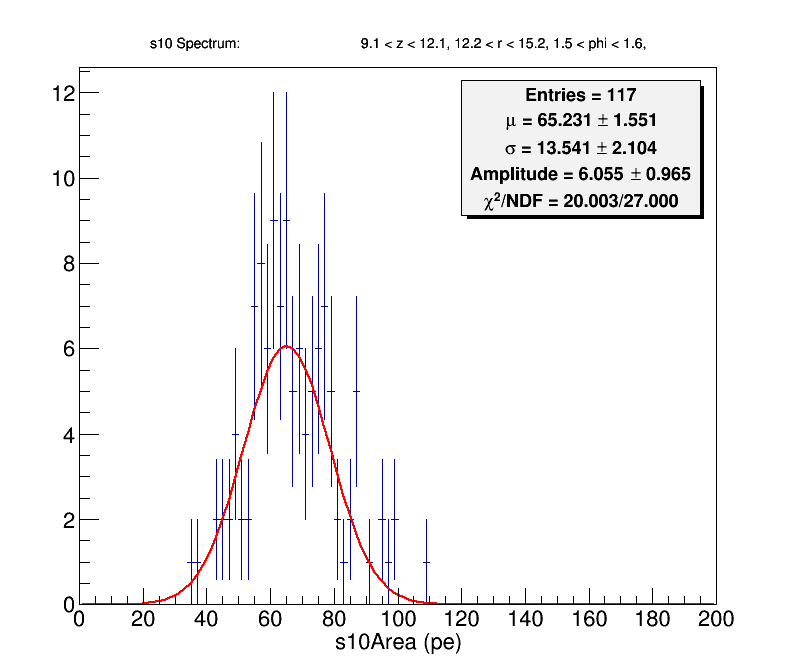 s10 Spectrum: 9.1 < z < 12.1, 12.2 < r < 15.2, 1.5 < phi < 1.6,
Entries = 117
μ = 65.231 ± 1.551
σ = 13.541 ± 2.104
Amplitude = 6.055 ± 0.965
χ²/NDF = 20.003/27.000
12
10
8
6
4
2
0
0 20 40 60 80 100 120 140 160 180 200
s10Area (pe)